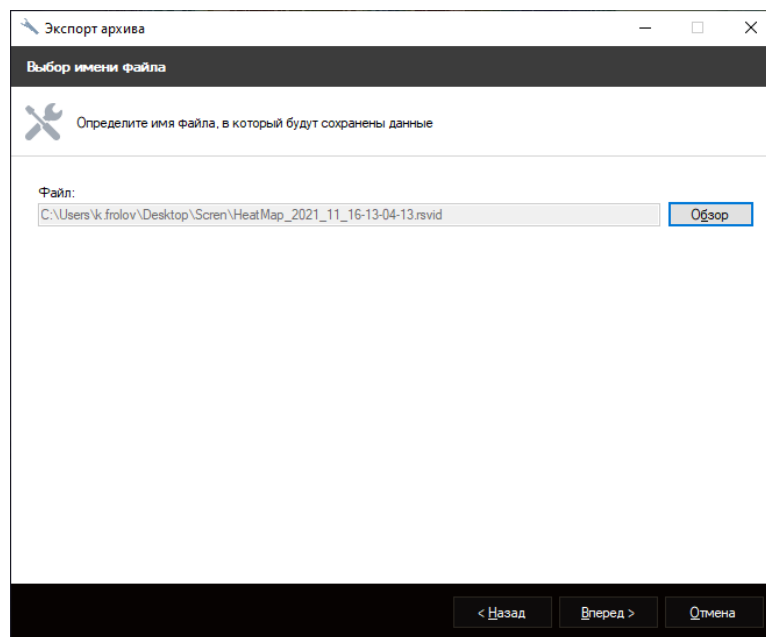 Экспорт архива
Выбор имени файла
Определите имя файла, в который будут сохранены данные
Файл:
C:\Users\k.frolov\Desktop\Scren\HeatMap_2021_11_16-13-04-13.rsvid
Обзор
< Назад
Вперед >
Отмена